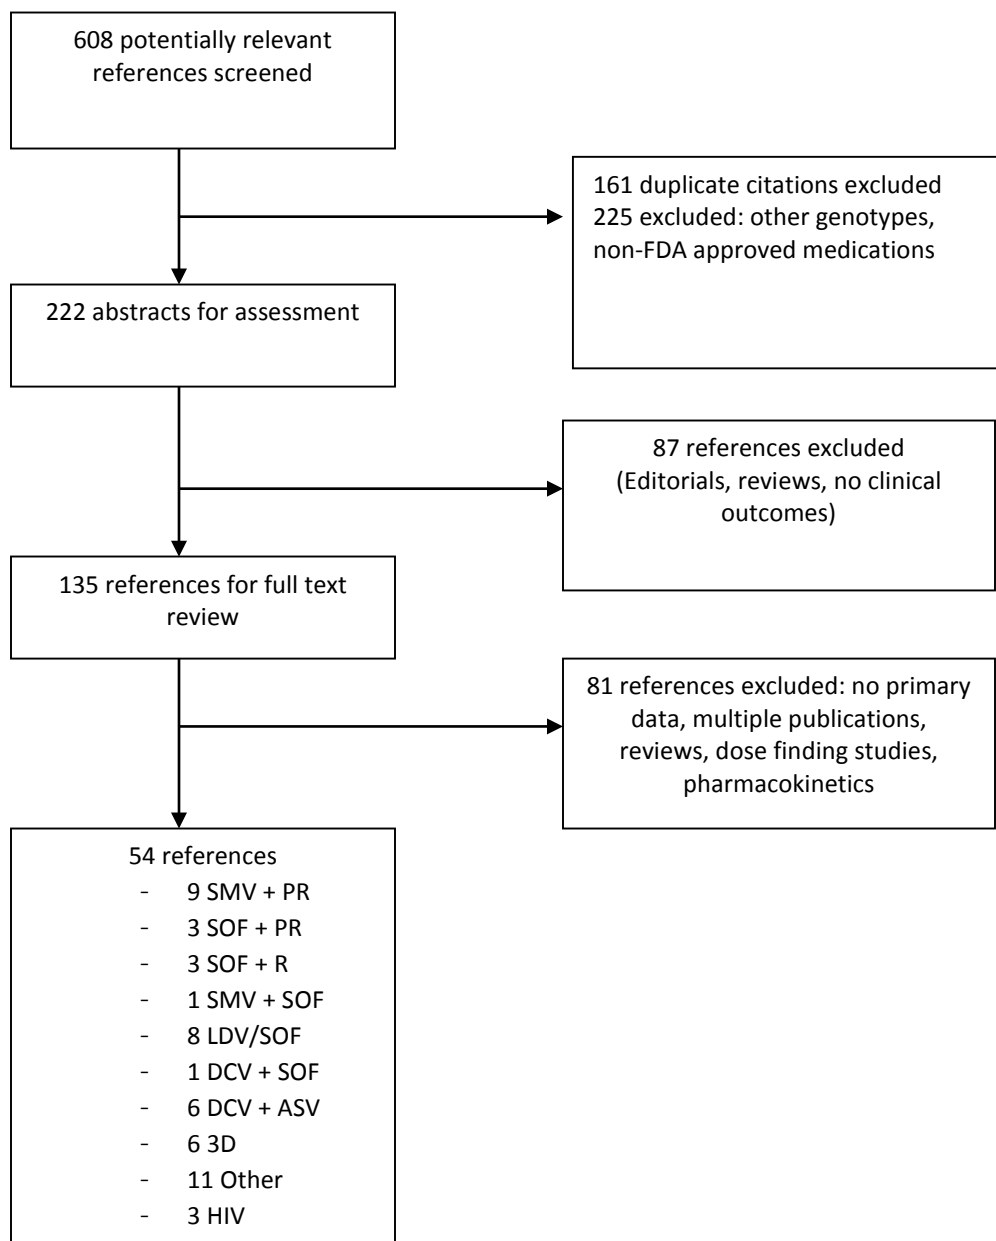 608 potentially relevant
references screened
161 duplicate citations excluded
225 excluded: other genotypes,
non-FDA approved medications
222 abstracts for assessment
87 references excluded
(Editorials, reviews, no clinical
outcomes)
135 references for full text
review
81 references excluded: no primary
data, multiple publications,
reviews, dose finding studies,
pharmacokinetics
54 references
- 9 SMV + PR
- 3 SOF + PR
- 3 SOF + R
- 1 SMV + SOF
- 8 LDV/SOF
- 1 DCV + SOF
- 6 DCV + ASV
- 6 3D
- 11 Other
- 3 HIV